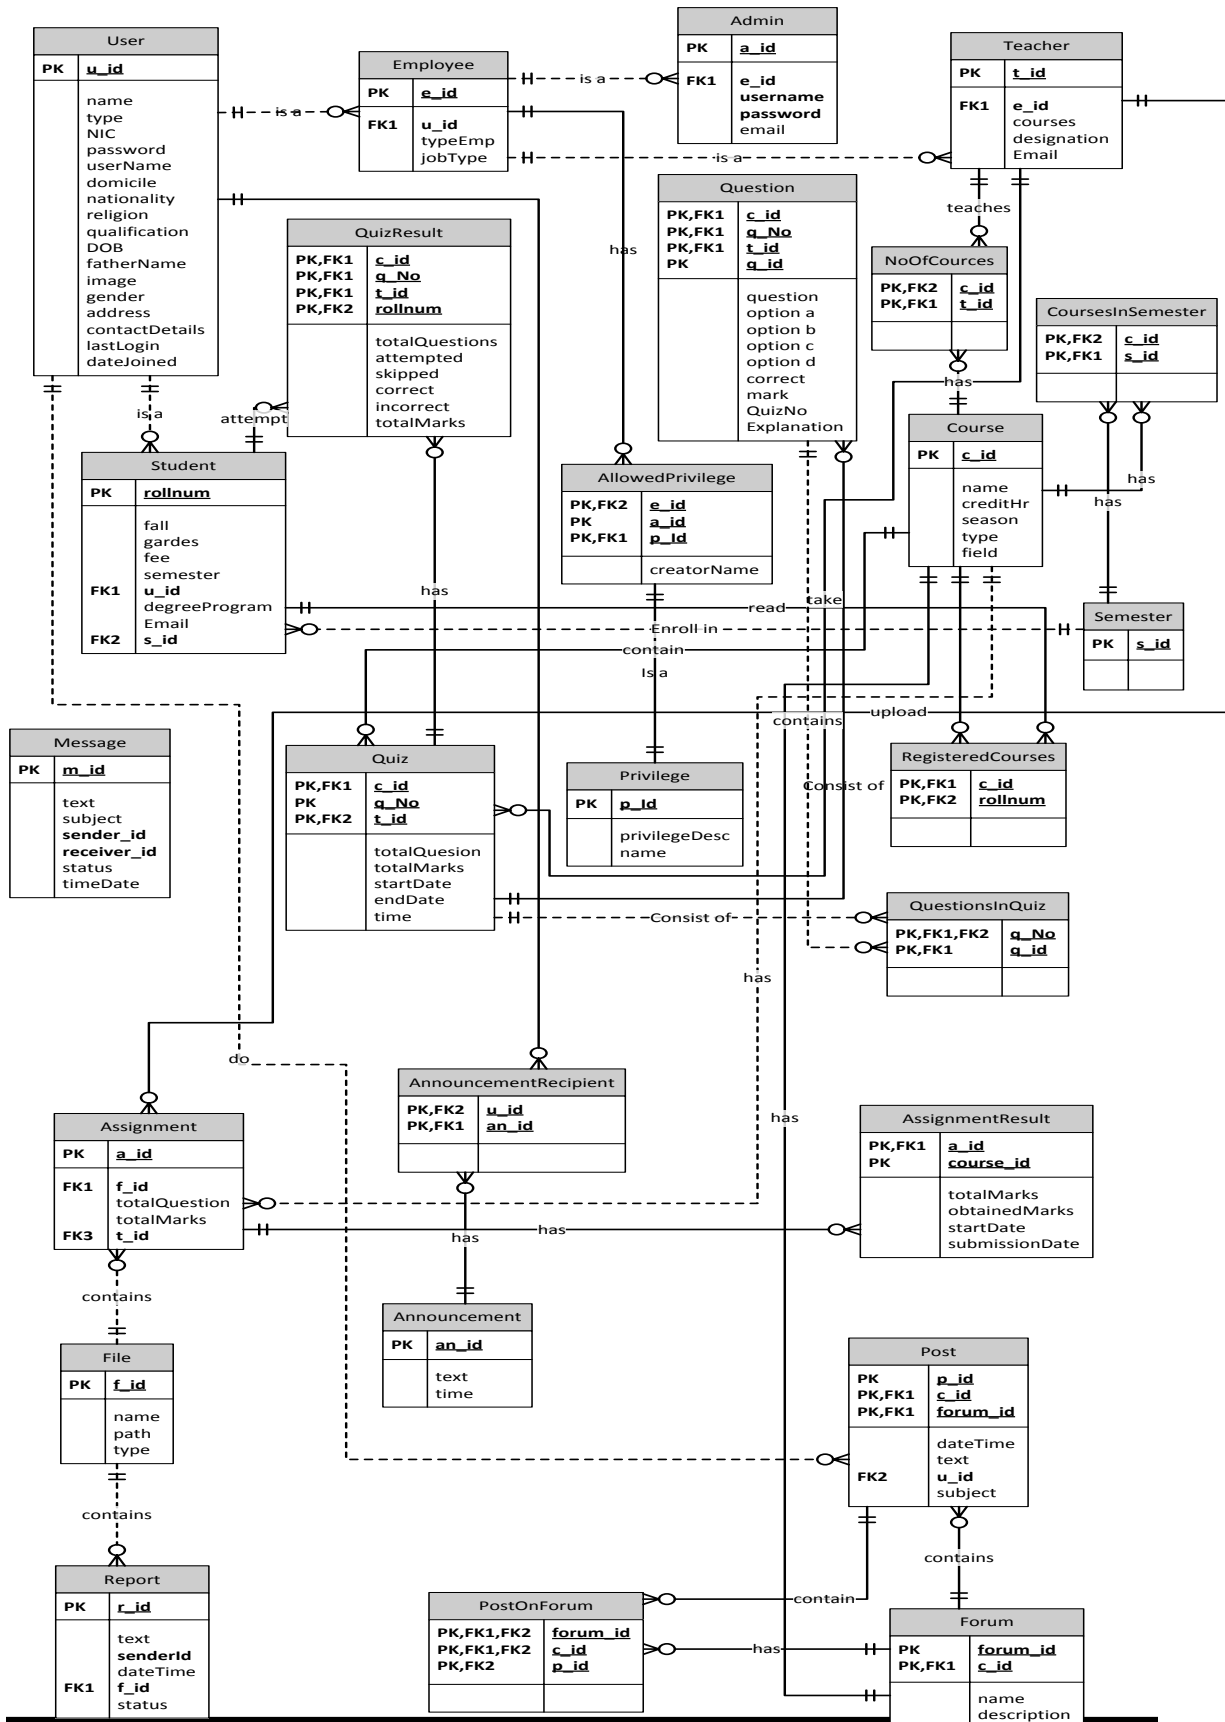 User
PK u_id
name
type
NIC
password
userName
domicile
nationality
religion
qualification
DOB
fatherName
image
gender
address
contactDetails
lastLogin
dateJoined
is a
Employee
PK e_id
FK1 u_id
typeEmp
jobType
is a
Admin
PK a_id
FK1 e_id
username
password
email
is a
Teacher
PK t_id
FK1 e_id
courses
designation
Email
teaches
has
Question
PK,FK1 c_id
PK,FK1 q_No
PK,FK1 t_id
PK q_id
question
option a
option b
option c
option d
correct
mark
QuizNo
Explanation
QuizResult
PK,FK1 c_id
PK,FK1 q_No
PK,FK1 t_id
PK,FK2 rollnum
totalQuestions
attempted
skipped
correct
incorrect
totalMarks
NoOfCources
PK,FK2 c_id
PK,FK1 t_id
has
CoursesInSemester
PK,FK2 c_id
PK,FK1 s_id
is a
attempt
Student
PK rollnum
fall
gardes
fee
semester
FK1 u_id
degreeProgram
Email
FK2 s_id
AllowedPrivilege
PK,FK2 e_id
PK a_id
PK,FK1 p_Id
creatorName
Course
PK c_id
name
creditHr
season
type
field
has
has
has
take
read
Enroll in
contain
Is a
Semester
PK s_id
upload
contains
Message
PK m_id
text
subject
sender_id
receiver_id
status
timeDate
Quiz
PK,FK1 c_id
PK q_No
PK,FK2 t_id
totalQuesion
totalMarks
startDate
endDate
time
Privilege
PK p_Id
privilegeDesc
name
Consist of
RegisteredCourses
PK,FK1 c_id
PK,FK2 rollnum
Consist of
QuestionsInQuiz
PK,FK1,FK2 q_No
PK,FK1 q_id
has
do
AnnouncementRecipient
PK,FK2 u_id
PK,FK1 an_id
has
Assignment
PK a_id
FK1 f_id
totalQuestion
totalMarks
FK3 t_id
AssignmentResult
PK,FK1 a_id
PK course_id
totalMarks
obtainedMarks
startDate
submissionDate
has
has
contains
Announcement
PK an_id
text
time
File
PK f_id
name
path
type
Post
PK p_id
PK,FK1 c_id
PK,FK1 forum_id
dateTime
text
FK2 u_id
subject
contains
contains
Report
PK r_id
text
senderId
dateTime
FK1 f_id
status
PostOnForum
PK,FK1,FK2 forum_id
PK,FK1,FK2 c_id
PK,FK2 p_id
contain
has
Forum
PK forum_id
PK,FK1 c_id
name
description